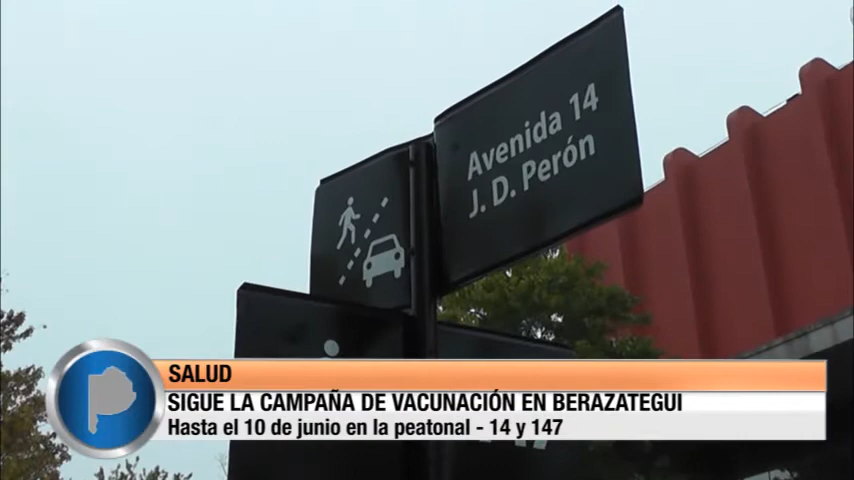 Avenida 14
J. D. Perón
SALUD
SIGUE LA CAMPAÑA DE VACUNACIÓN EN BERAZATEGUI
Hasta el 10 de junio en la peatonal - 14 y 147